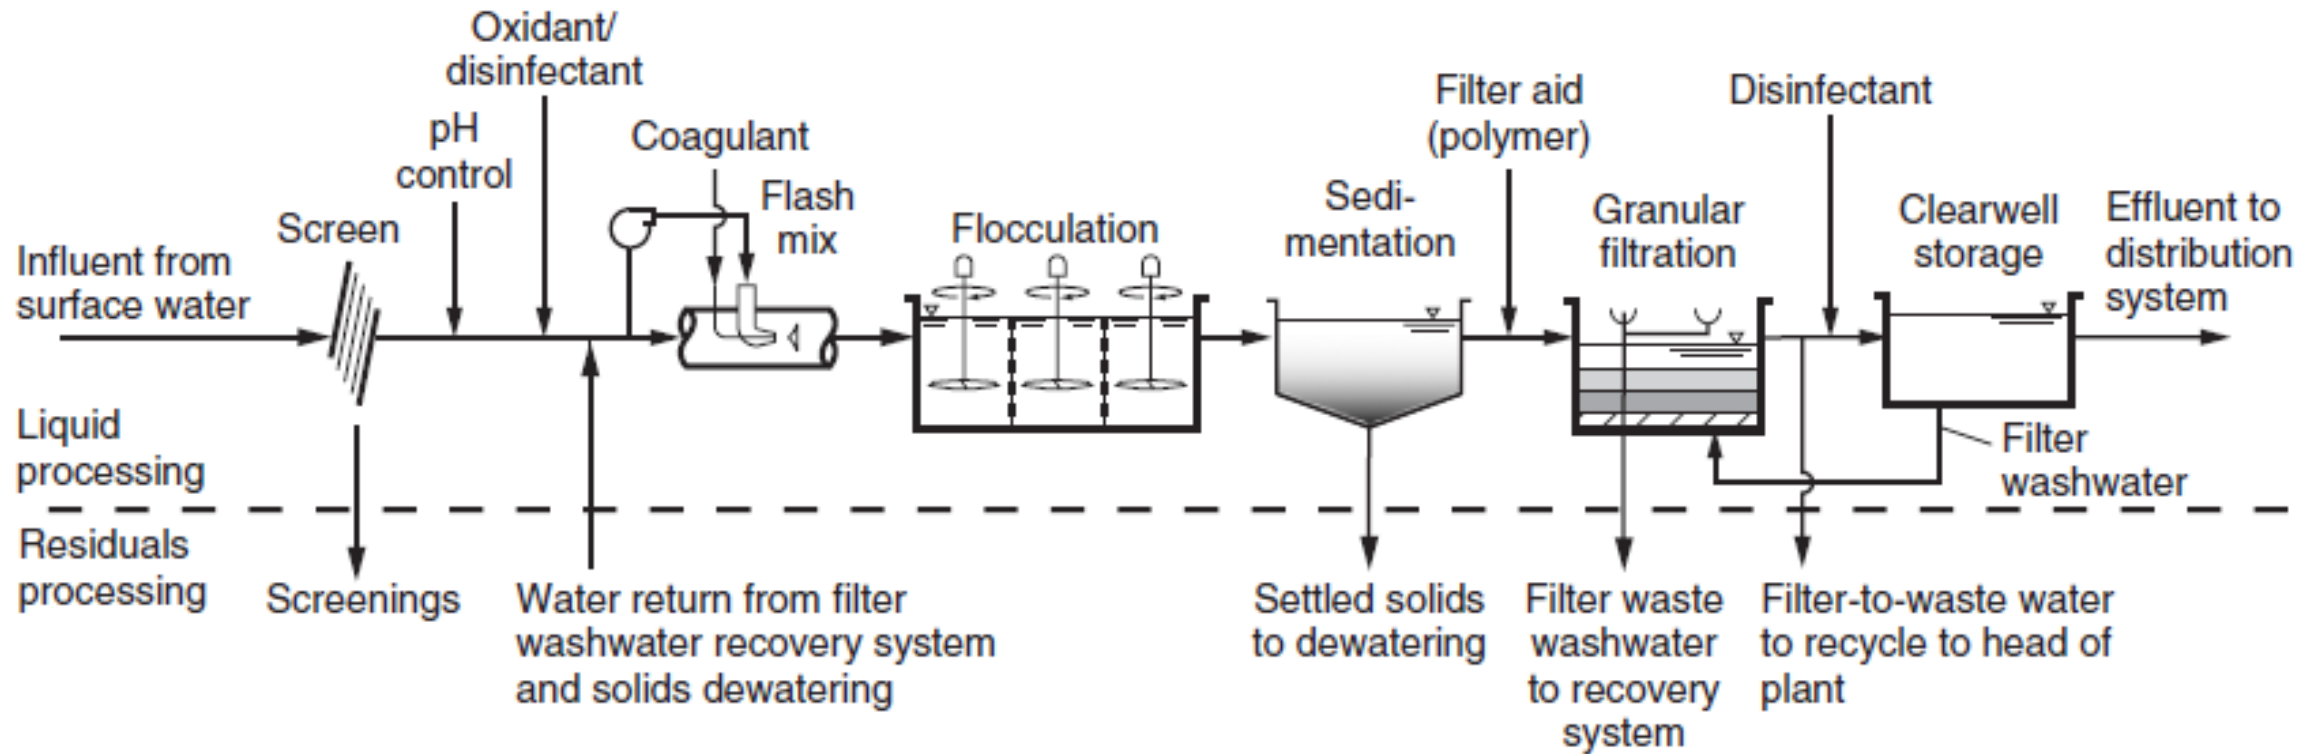 Oxidant/
disinfectant
pH
control
Coagulant
Flash
mix
Screen
Influent from
surface water
Flocculation
Sedi-
mentation
Filter aid
(polymer)
Granular
filtration
Disinfectant
Clearwell
storage
Effluent to
distribution
system
Filter
washwater
Liquid
processing
Residuals
processing
Screenings
Water return from filter
washwater recovery system
and solids dewatering
Settled solids
to dewatering
Filter waste
washwater
to recovery
system
Filter-to-waste water
to recycle to head of
plant